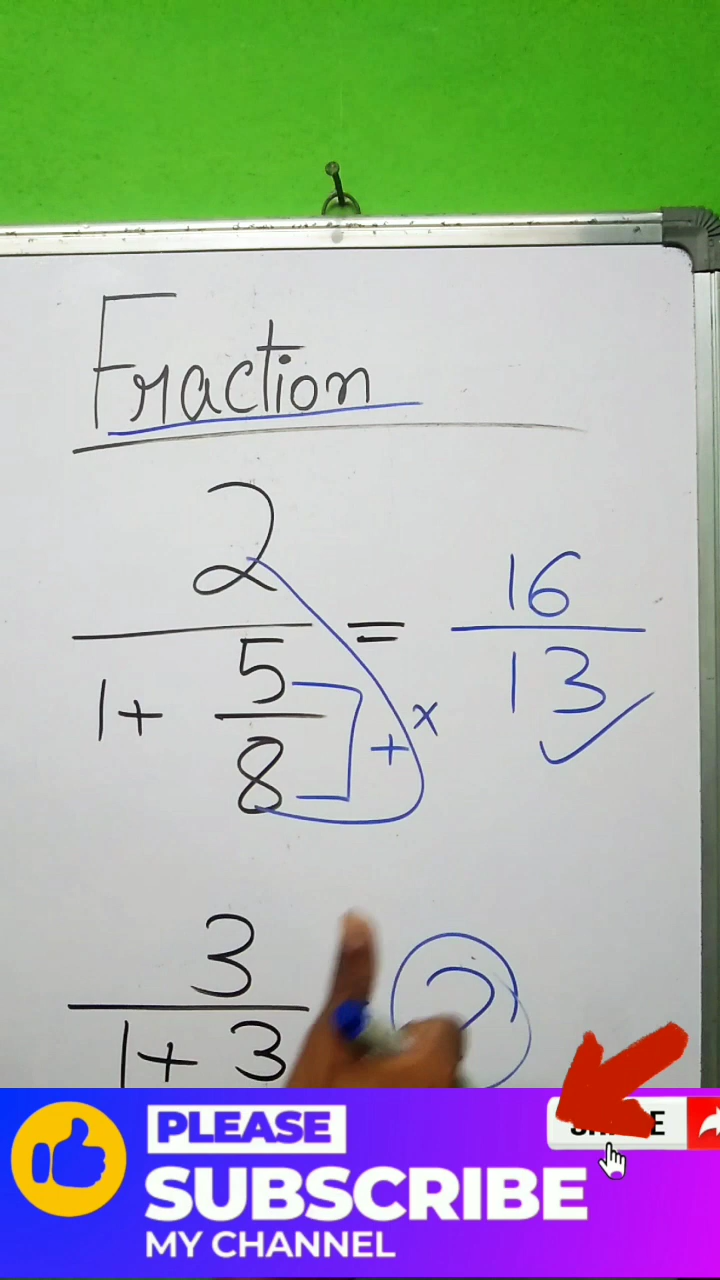 Fraction
2
1+ 5
8
= 16
13
+ x
3
1+ 3
?
PLEASE
SUBSCRIBE
MY CHANNEL